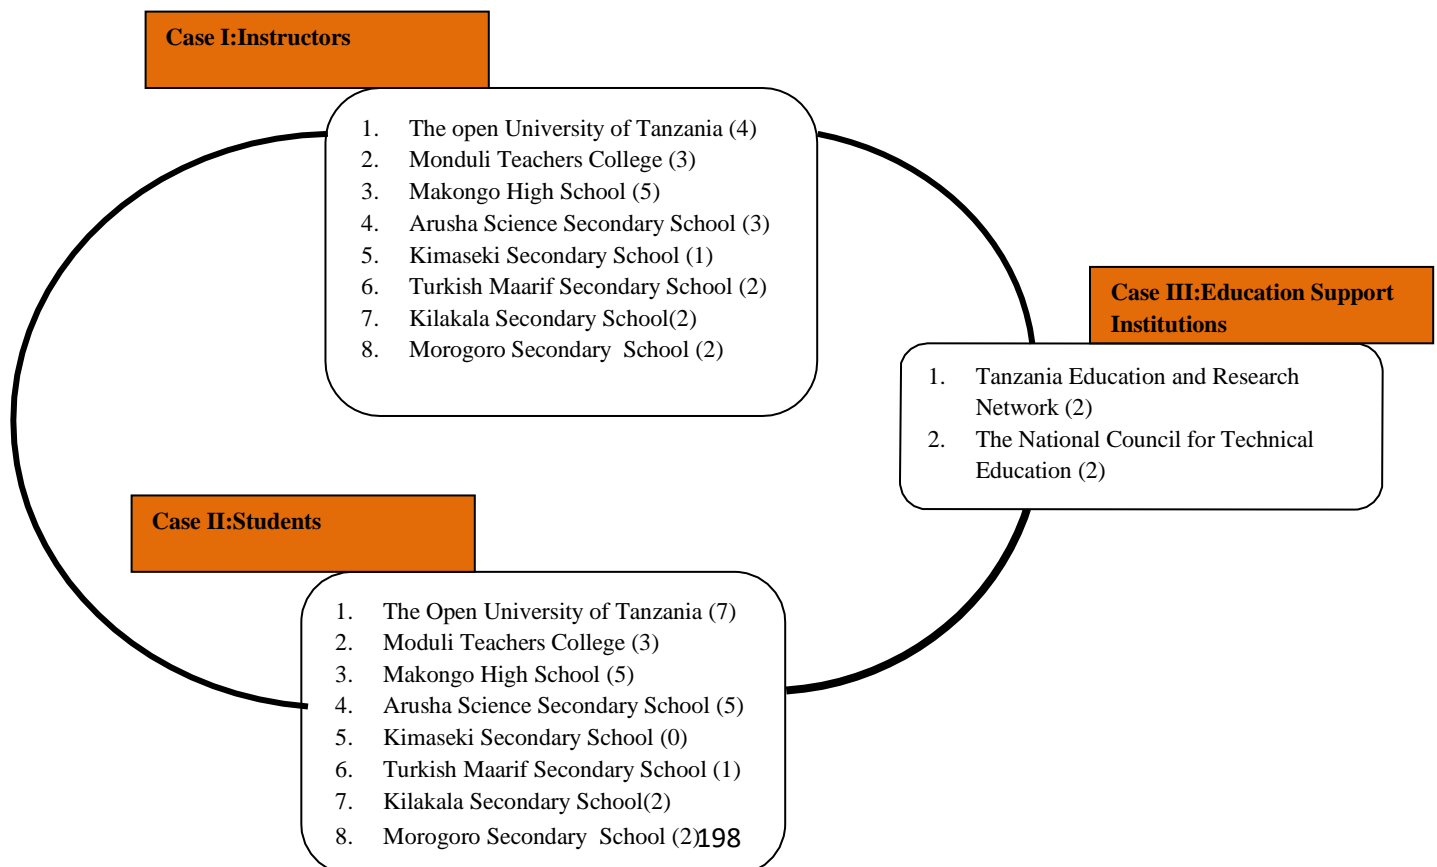 Case I:Instructors
1. The open University of Tanzania (4)
2. Monduli Teachers College (3)
3. Makongo High School (5)
4. Arusha Science Secondary School (3)
5. Kimaseki Secondary School (1)
6. Turkish Maarif Secondary School (2)
7. Kilakala Secondary School(2)
8. Morogoro Secondary School (2)
Case III:Education Support
Institutions
1. Tanzania Education and Research
Network (2)
2. The National Council for Technical
Education (2)
Case II:Students
1. The Open University of Tanzania (7)
2. Moduli Teachers College (3)
3. Makongo High School (5)
4. Arusha Science Secondary School (5)
5. Kimaseki Secondary School (0)
6. Turkish Maarif Secondary School (1)
7. Kilakala Secondary School(2)
8. Morogoro Secondary School (2)
198